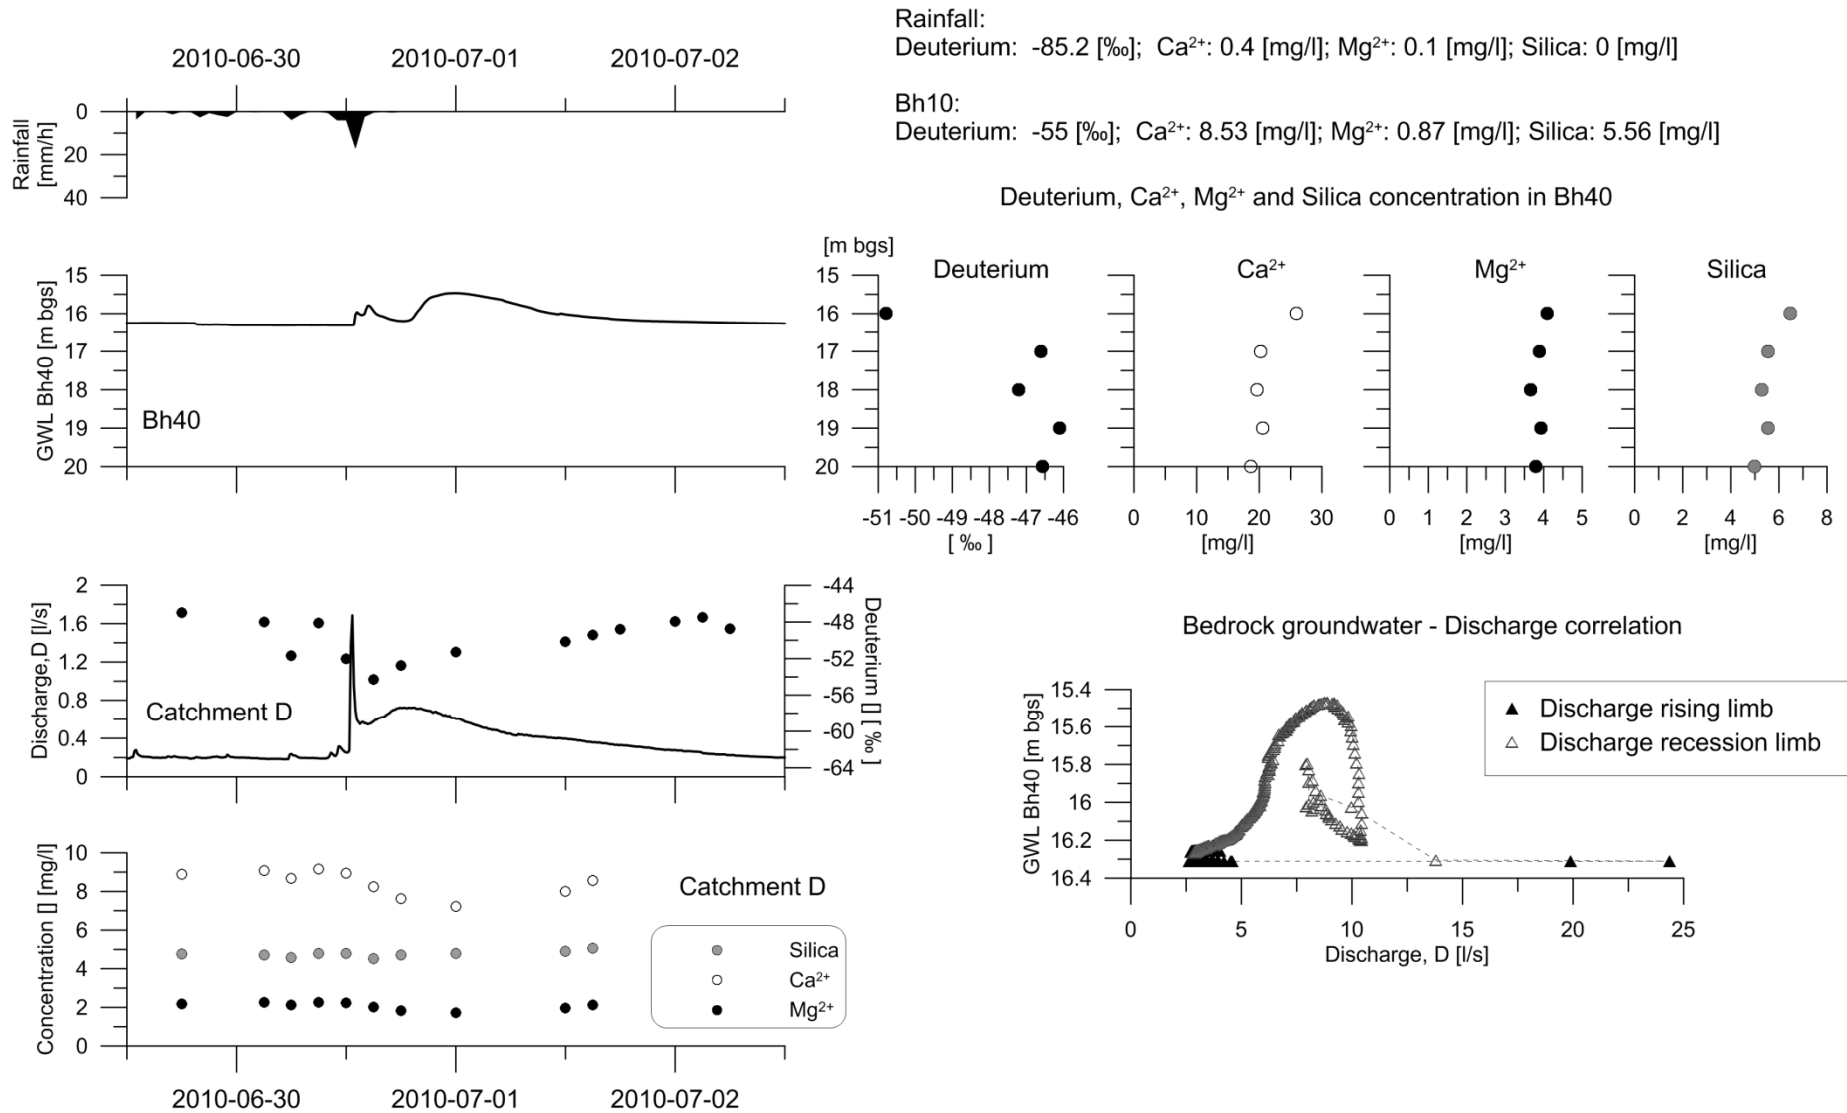 Rainfall:
Deuterium: -85.2 [‰]; Ca²⁺: 0.4 [mg/l]; Mg²⁺: 0.1 [mg/l]; Silica: 0 [mg/l]
Bh10:
Deuterium: -55 [‰]; Ca²⁺: 8.53 [mg/l]; Mg²⁺: 0.87 [mg/l]; Silica: 5.56 [mg/l]
2010-06-30 2010-07-01 2010-07-02
Rainfall
[mm/h]
0
20
40
GWL Bh40 [m bgs]
15
16
17
18
19
20
Bh40
Deuterium, Ca²⁺, Mg²⁺ and Silica concentration in Bh40
[m bgs]
Deuterium
15
16
17
18
19
20
-51 -50 -49 -48 -47 -46
[ ‰ ]
Ca²⁺
0 10 20 30
[mg/l]
Mg²⁺
0 1 2 3 4 5
[mg/l]
Silica
0 2 4 6 8
[mg/l]
Discharge,D [l/s]
2
1.6
1.2
0.8
0.4
0
Catchment D
-44
-48
-52
-56
-60
-64
Deuterium [] [ ‰ ]
Concentration [] [mg/l]
10
8
6
4
2
0
Catchment D
Silica
Ca²⁺
Mg²⁺
2010-06-30 2010-07-01 2010-07-02
Bedrock groundwater - Discharge correlation
GWL Bh40 [m bgs]
15.4
15.6
15.8
16
16.2
16.4
0 5 10 15 20 25
Discharge, D [l/s]
Discharge rising limb
Discharge recession limb